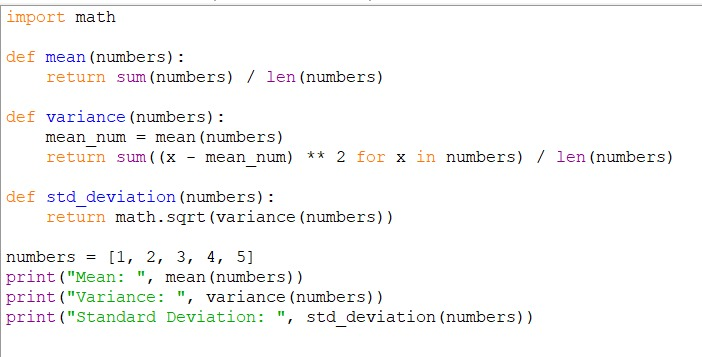 import math
def mean(numbers):
    return sum(numbers) / len(numbers)
def variance(numbers):
    mean_num = mean(numbers)
    return sum((x - mean_num) ** 2 for x in numbers) / len(numbers)
def std_deviation(numbers):
    return math.sqrt(variance(numbers))
numbers = [1, 2, 3, 4, 5]
print("Mean: ", mean(numbers))
print("Variance: ", variance(numbers))
print("Standard Deviation: ", std_deviation(numbers))